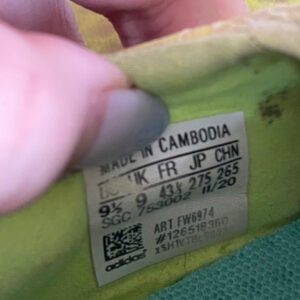 MADE IN CAMBODIA
UK FR JP CHN
9½ 9 43⅓ 275 265
SGC 753002 11/20
ART FW6974
adidas